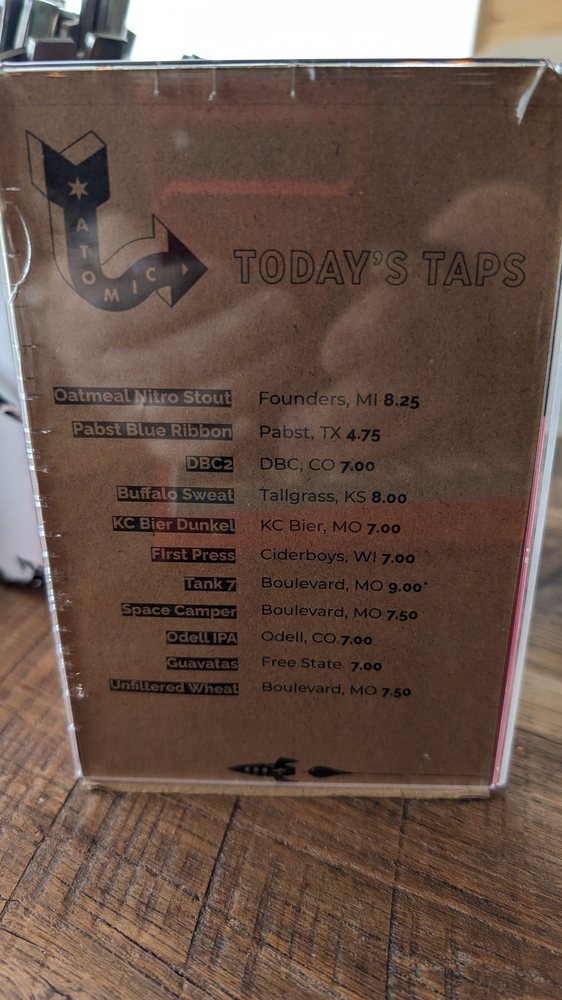 ATOMIC
TODAY'S TAPS
Oatmeal Nitro Stout Founders, MI 8.25
Pabst Blue Ribbon Pabst, TX 4.75
DBC2 DBC, CO 7.00
Buffalo Sweat Tallgrass, KS 8.00
KC Bier Dunkel KC Bier, MO 7.00
FIrst Press Ciderboys, WI 7.00
Tank 7 Boulevard, MO 9.00*
Space Camper Boulevard, MO 7.50
Odell IPA Odell, CO 7.00
Guavatas Free State 7.00
Unfiltered Wheat Boulevard, MO 7.50